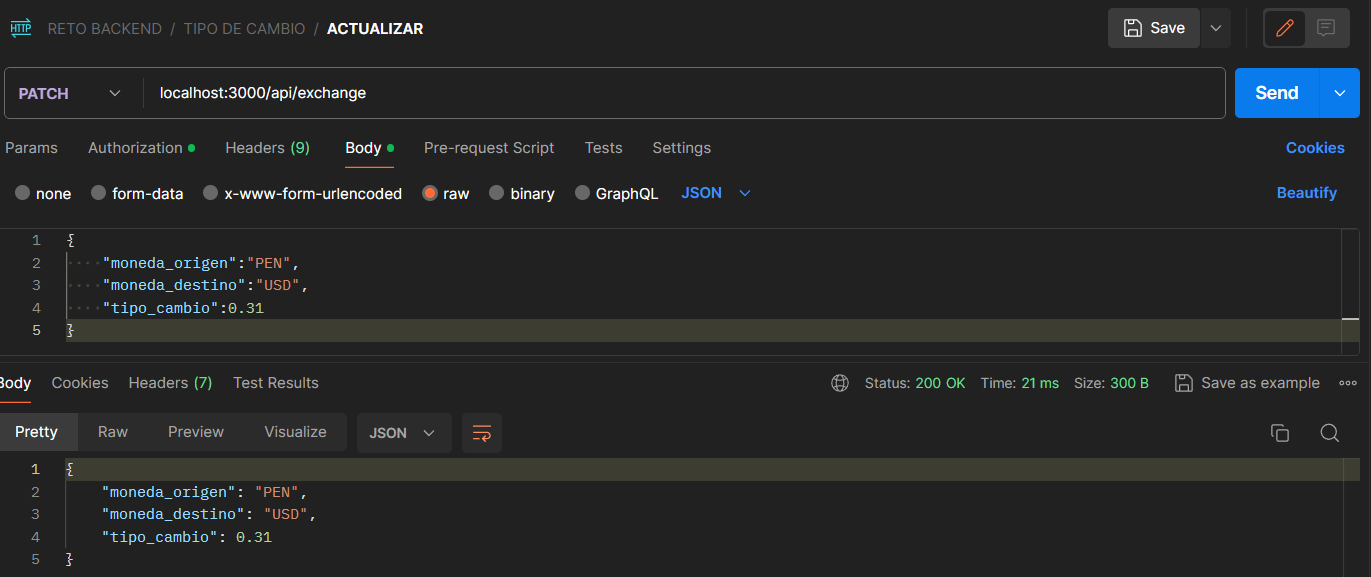 HTTP RETO BACKEND / TIPO DE CAMBIO / ACTUALIZAR Save
PATCH localhost:3000/api/exchange Send
Params Authorization Headers (9) Body Pre-request Script Tests Settings Cookies
none form-data x-www-form-urlencoded raw binary GraphQL JSON Beautify
1 {
2 "moneda_origen":"PEN",
3 "moneda_destino":"USD",
4 "tipo_cambio":0.31
5 }
Body Cookies Headers (7) Test Results Status: 200 OK Time: 21 ms Size: 300 B Save as example
Pretty Raw Preview Visualize JSON
1 {
2 "moneda_origen": "PEN",
3 "moneda_destino": "USD",
4 "tipo_cambio": 0.31
5 }